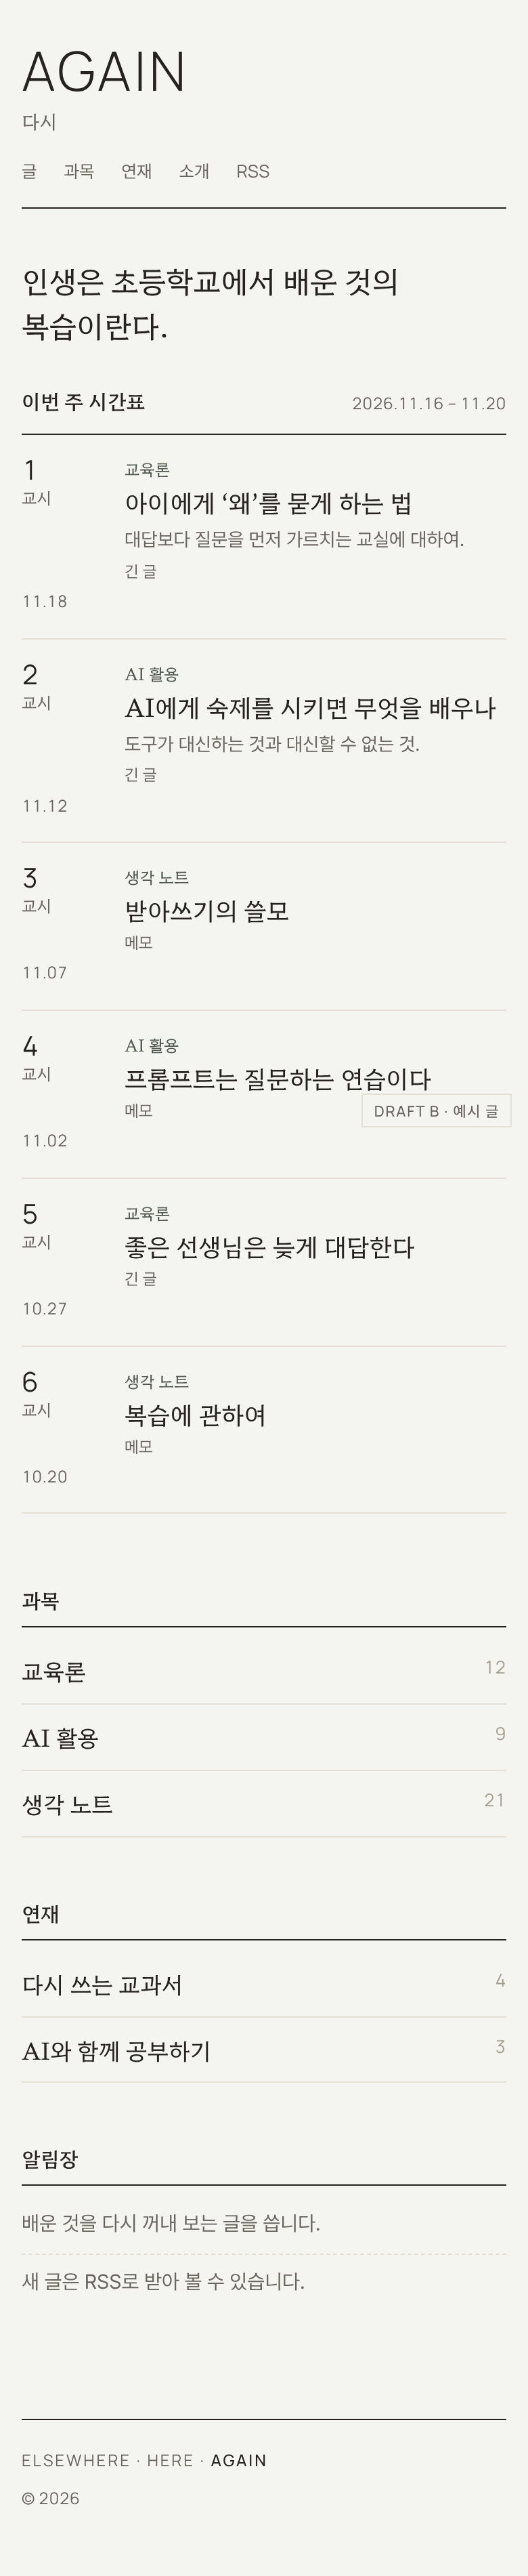 AGAIN
다시
글 과목 연재 소개 RSS
인생은 초등학교에서 배운 것의
복습이란다.
이번 주 시간표 2026.11.16 – 11.20
1
교시
교육론
아이에게 ‘왜’를 묻게 하는 법
대답보다 질문을 먼저 가르치는 교실에 대하여.
긴 글
11.18
2
교시
AI 활용
AI에게 숙제를 시키면 무엇을 배우나
도구가 대신하는 것과 대신할 수 없는 것.
긴 글
11.12
3
교시
생각 노트
받아쓰기의 쓸모
메모
11.07
4
교시
AI 활용
프롬프트는 질문하는 연습이다
메모
DRAFT B · 예시 글
11.02
5
교시
교육론
좋은 선생님은 늦게 대답한다
긴 글
10.27
6
교시
생각 노트
복습에 관하여
메모
10.20
과목
교육론 12
AI 활용 9
생각 노트 21
연재
다시 쓰는 교과서 4
AI와 함께 공부하기 3
알림장
배운 것을 다시 꺼내 보는 글을 씁니다.
새 글은 RSS로 받아 볼 수 있습니다.
ELSEWHERE · HERE · AGAIN
© 2026